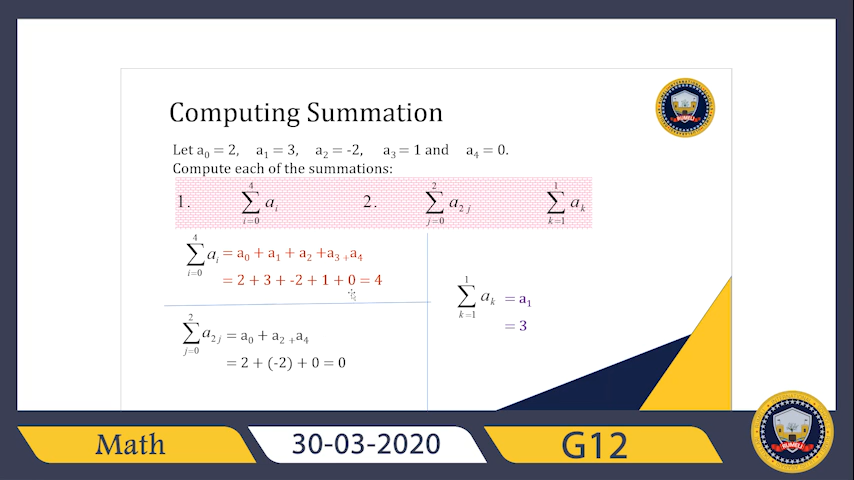 Computing Summation
Let a₀ = 2, a₁ = 3, a₂ = -2, a₃ = 1 and a₄ = 0.
Compute each of the summations:
1. ∑_{i=0}^{4} a_i 2. ∑_{j=0}^{2} a_{2j} ∑_{k=1}^{1} a_k
∑_{i=0}^{4} a_i = a₀ + a₁ + a₂ +a₃ ₊a₄
= 2 + 3 + -2 + 1 + 0 = 4
∑_{j=0}^{2} a_{2j} = a₀ + a₂ ₊a₄
= 2 + (-2) + 0 = 0
∑_{k=1}^{1} a_k = a₁
= 3
Math
30-03-2020
G12
RUMELI
RUMELI